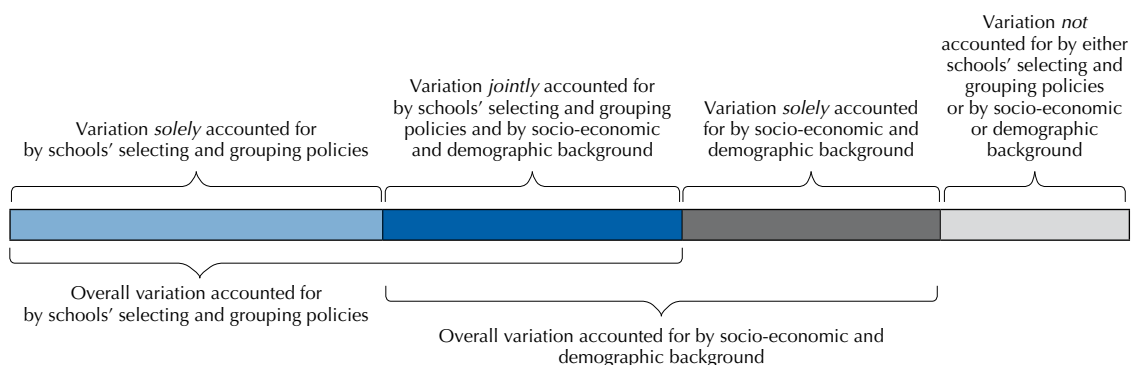 Variation solely accounted for
by schools' selecting and grouping policies
Variation jointly accounted for
by schools' selecting and grouping
policies and by socio-economic
and demographic background
Variation solely accounted
for by socio-economic and
demographic background
Variation not
accounted for by either
schools' selecting and
grouping policies
or by socio-economic
or demographic
background
Overall variation accounted for
by schools' selecting and grouping policies
Overall variation accounted for by socio-economic and
demographic background